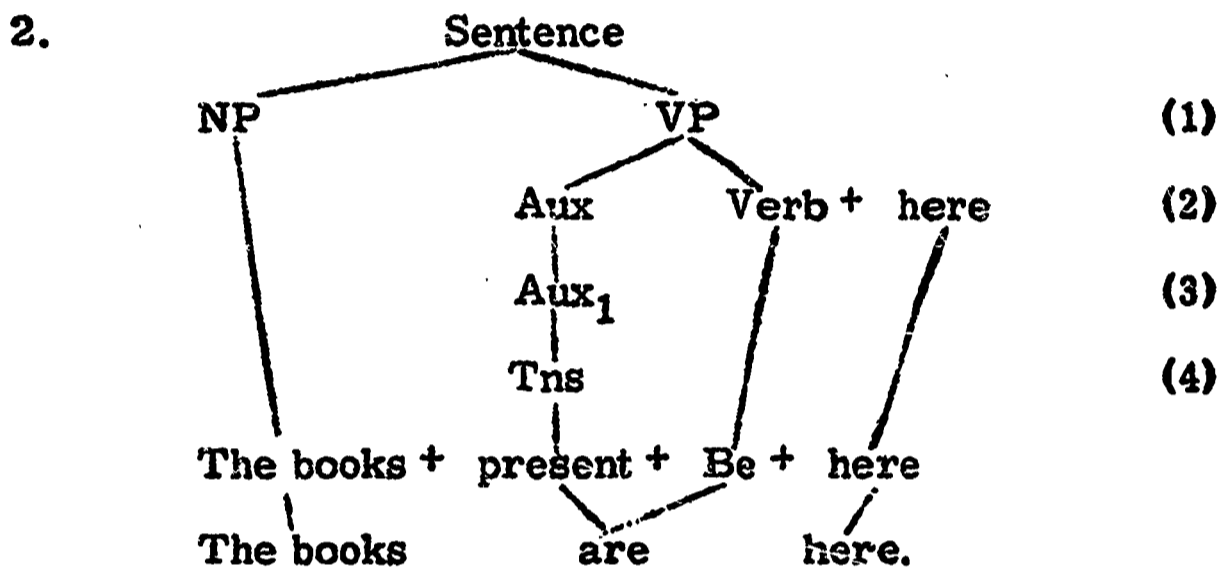 2. Sentence
NP VP (1)
Aux Verb + here (2)
Aux1 (3)
Tns (4)
The books + present + Be + here
The books are here.